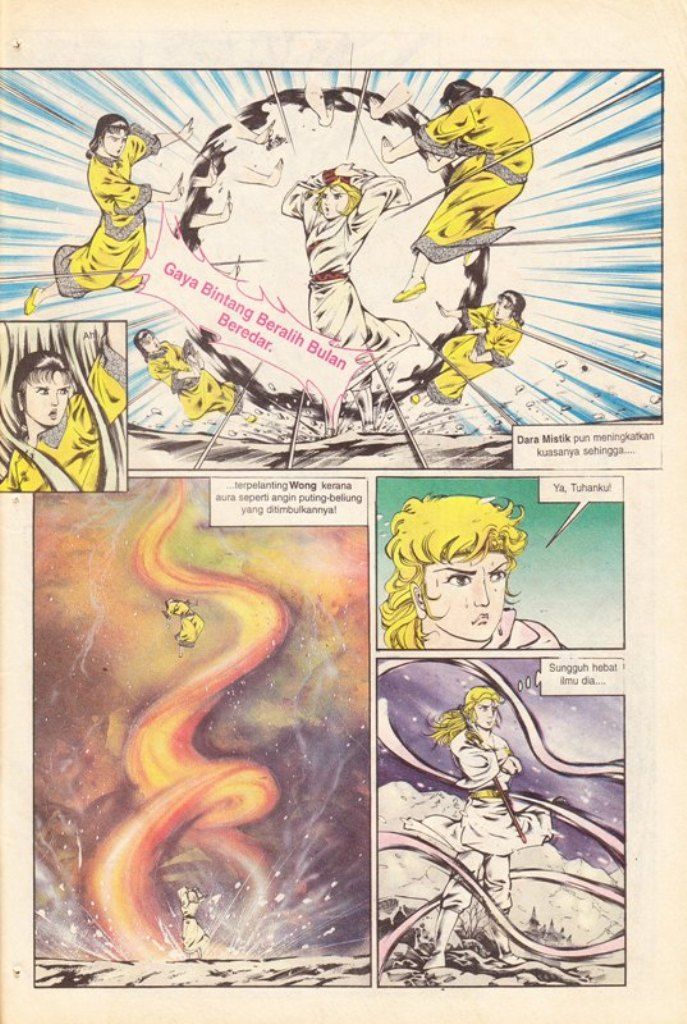 Gaya Bintang Beralih Bulan
Beredar.
Ah!
Dara Mistik pun meningkatkan
kuasanya sehingga....
...terpelanting Wong kerana
aura seperti angin puting-beliung
yang ditimbulkannya!
Ya, Tuhanku!
Sungguh hebat
ilmu dia....